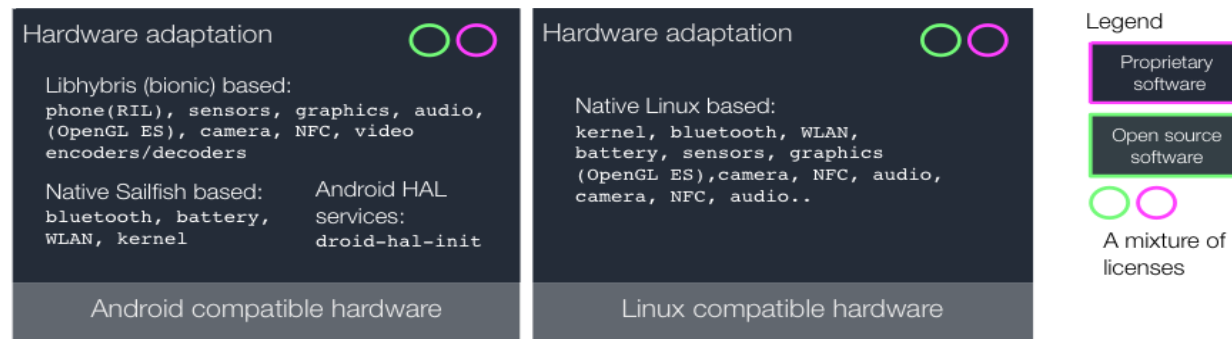 Hardware adaptation
Libhybris (bionic) based:
phone(RIL), sensors, graphics, audio,
(OpenGL ES), camera, NFC, video
encoders/decoders
Native Sailfish based:
bluetooth, battery,
WLAN, kernel
Android HAL
services:
droid-hal-init
Android compatible hardware
Hardware adaptation
Native Linux based:
kernel, bluetooth, WLAN,
battery, sensors, graphics
(OpenGL ES),camera, NFC, audio,
camera, NFC, audio..
Linux compatible hardware
Legend
Proprietary
software
Open source
software
A mixture of
licenses